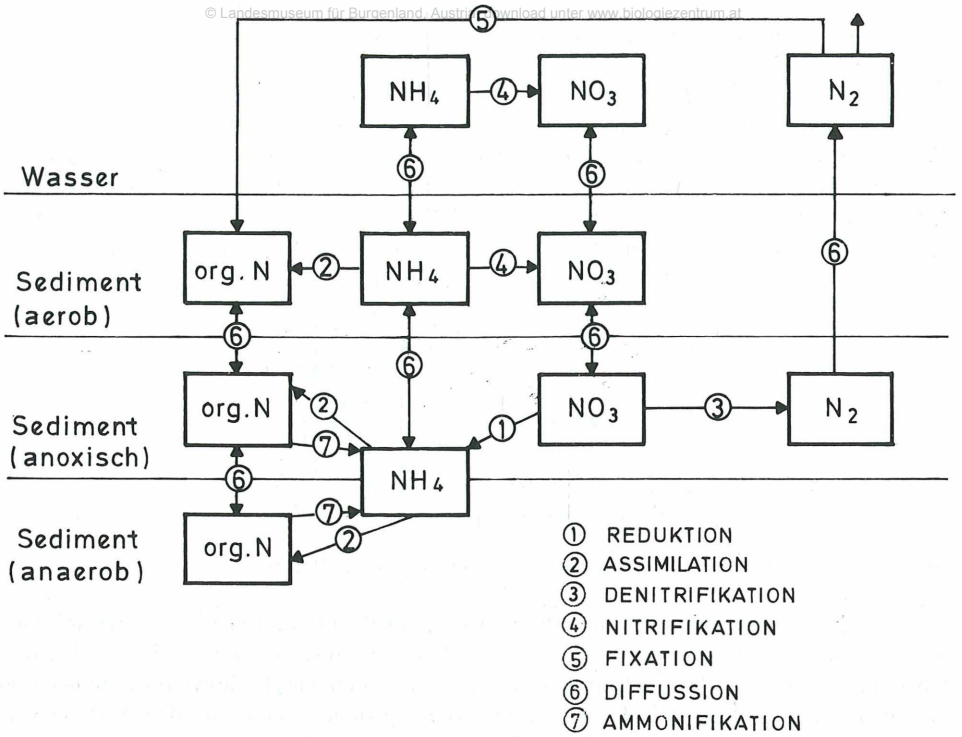 © Landesmuseum für Burgenland, Austria, download unter www.biologiezentrum.at
5
NH4 4 NO3 N2
6 6
Wasser
6
org. N 2 NH4 4 NO3
Sediment
(aerob)
6 6 6
org. N 2 NO3 3 N2
1
Sediment
(anoxisch)
7
NH4
6
7
Sediment
(anaerob)
org. N 2
1 REDUKTION
2 ASSIMILATION
3 DENITRIFIKATION
4 NITRIFIKATION
5 FIXATION
6 DIFFUSSION
7 AMMONIFIKATION